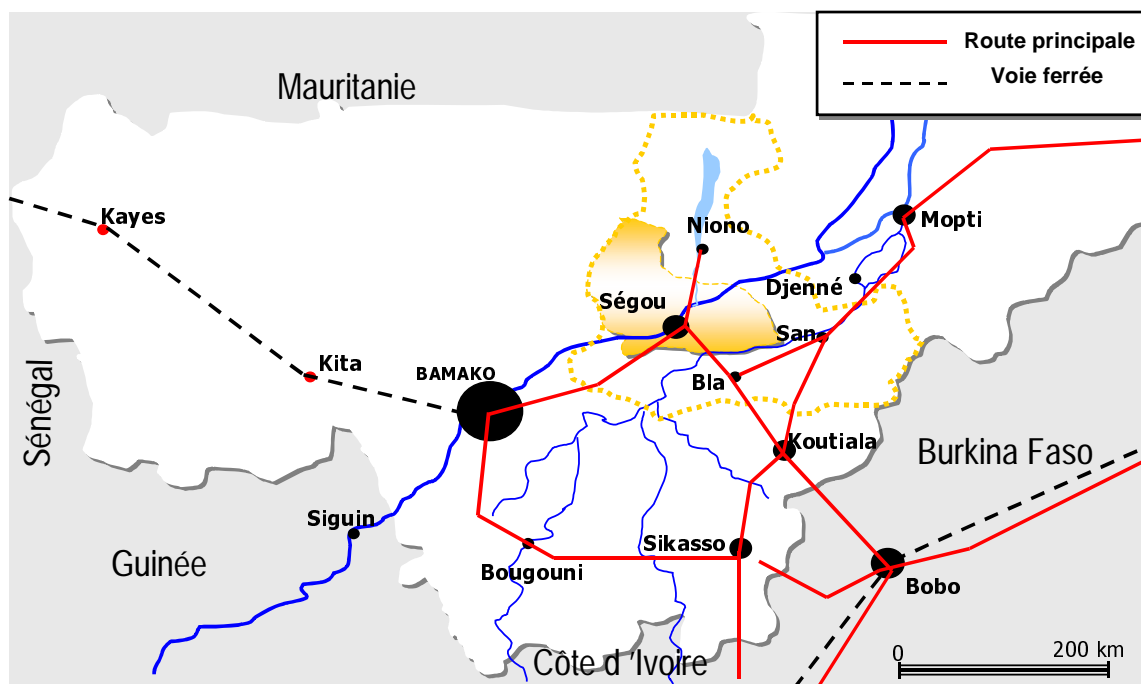 Route principale
Voie ferrée
Mauritanie
Kayes
Niono
Mopti
Djenné
Ségou
San
Kita
BAMAKO
Bla
Sénégal
Koutiala
Burkina Faso
Siguin
Sikasso
Guinée
Bougouni
Bobo
Côte d 'Ivoire
0 200 km